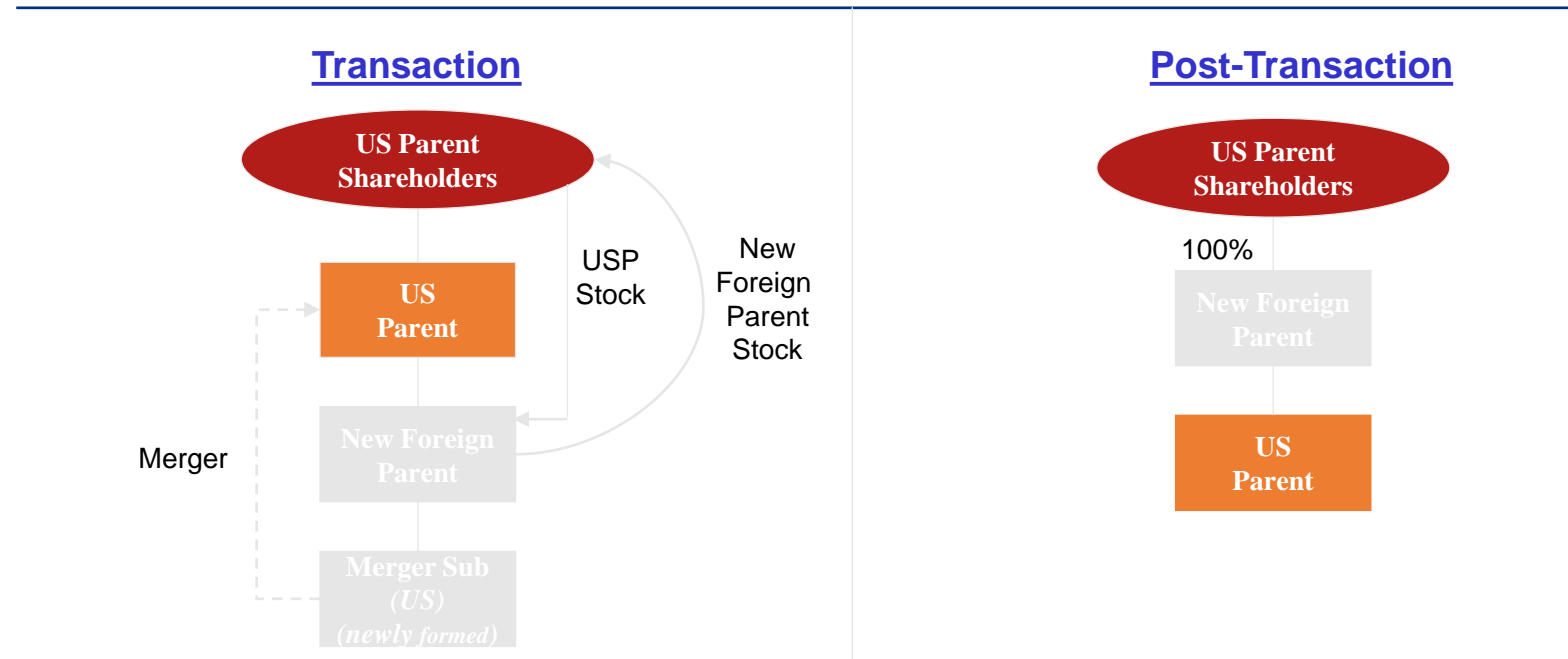 Transaction
US Parent
Shareholders
USP
Stock
New
Foreign
Parent
Stock
US
Parent
New Foreign
Parent
Merger
Merger Sub
(US)
(newly formed)
Post-Transaction
US Parent
Shareholders
100%
New Foreign
Parent
US
Parent